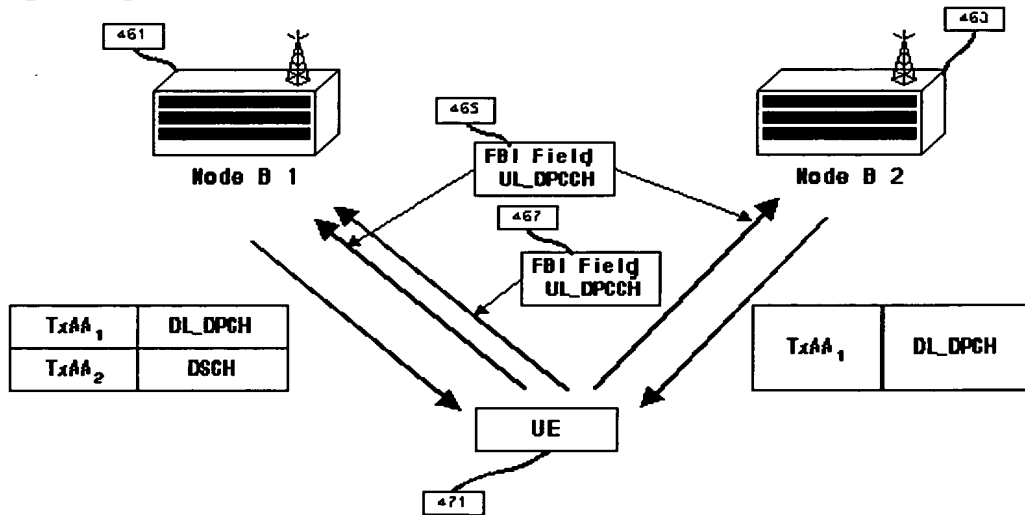 461
463
465
FBI Field
UL_DPCCH
Node B 1
Node B 2
467
FBI Field
UL_DPCCH
TxAA1 DL_DPCH
TxAA2 DSCH
TxAA1 DL_DPCH
UE
471